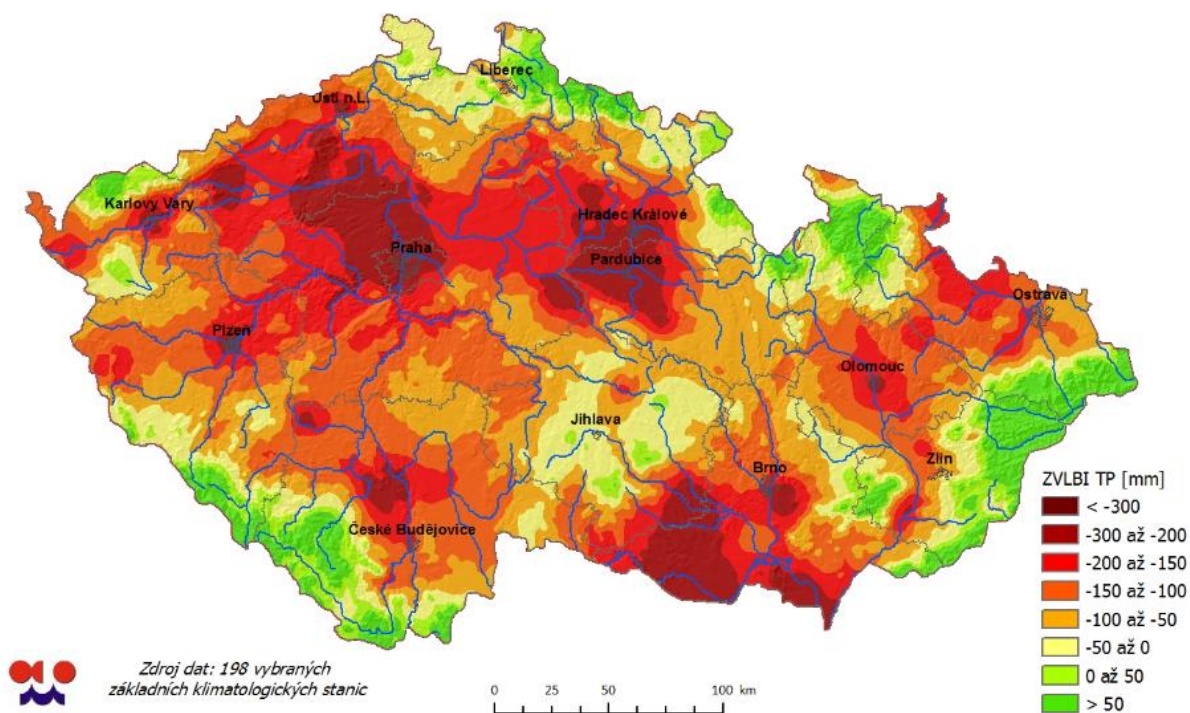 Liberec
Ústí n.L.
Karlovy Vary
Hradec Králové
Praha
Pardubice
Ostrava
Plzeň
Olomouc
Jihlava
Brno
Zlín
České Budějovice
ZVLBI TP [mm]
< -300
-300 až -200
-200 až -150
-150 až -100
-100 až -50
-50 až 0
0 až 50
> 50
Zdroj dat: 198 vybraných
základních klimatologických stanic
0 25 50 100 km